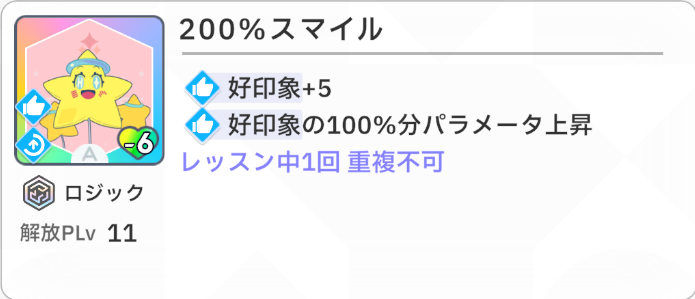 200%スマイル
好印象+5
好印象の100%分パラメータ上昇
レッスン中1回 重複不可
A
-6
ロジック
解放PLv 11